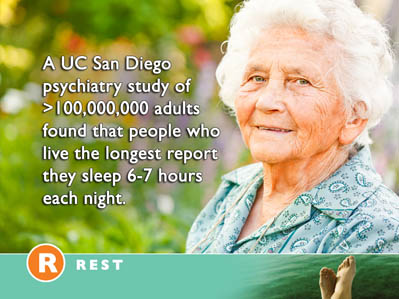 A UC San Diego
psychiatry study of
>100,000,000 adults
found that people who
live the longest report
they sleep 6-7 hours
each night.
R REST